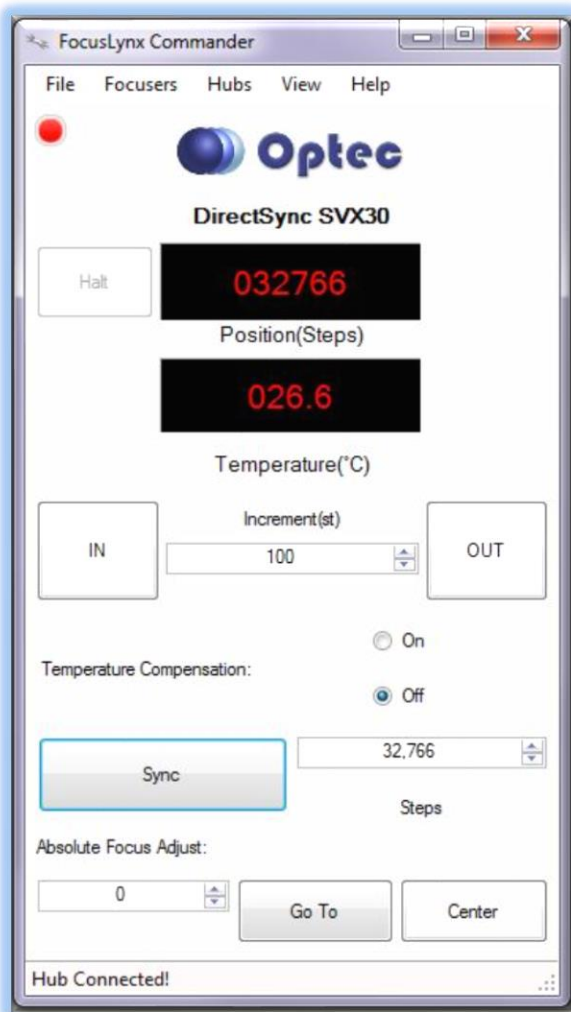 FocusLynx Commander
File Focusers Hubs View Help
Optec
DirectSync SVX30
Halt
032766
Position(Steps)
026.6
Temperature(°C)
IN
Increment(st)
100
OUT
On
Temperature Compensation:
Off
Sync
32,766
Steps
Absolute Focus Adjust:
0
Go To
Center
Hub Connected!